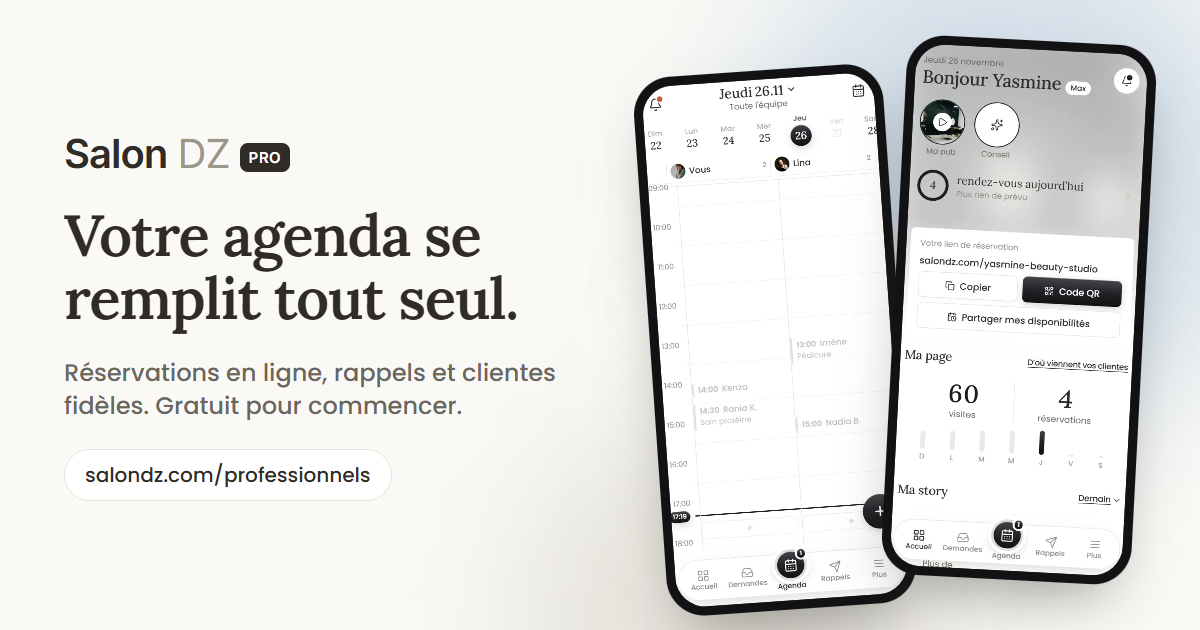 Salon DZ PRO
Votre agenda se
remplit tout seul.
Réservations en ligne, rappels et clientes
fidèles. Gratuit pour commencer.
salondz.com/professionnels
Jeudi 26.11
Toute l'équipe
Dim Lun Mar Mer Jeu Ven Sam
22 23 24 25 26 27 28
Vous 2 Lina 2
09:00
10:00
11:00
12:00
13:00
13:00 Imène
Pédicure
14:00
14:00 Kenza
14:30 Rania K.
Soin protéine
15:00
15:00 Nadia B.
16:00
17:00
17:19
18:00
Accueil Demandes Agenda Rappels Plus
1
Jeudi 26 novembre
Bonjour Yasmine Max
Ma pub Conseil
4 rendez-vous aujourd'hui
Plus rien de prévu
Votre lien de réservation
salondz.com/yasmine-beauty-studio
Copier Code QR
Partager mes disponibilités
Ma page D'où viennent vos clientes
60 4
visites réservations
D L M M J V S
Ma story Demain
1
Accueil Demandes Agenda Rappels Plus
Plus de